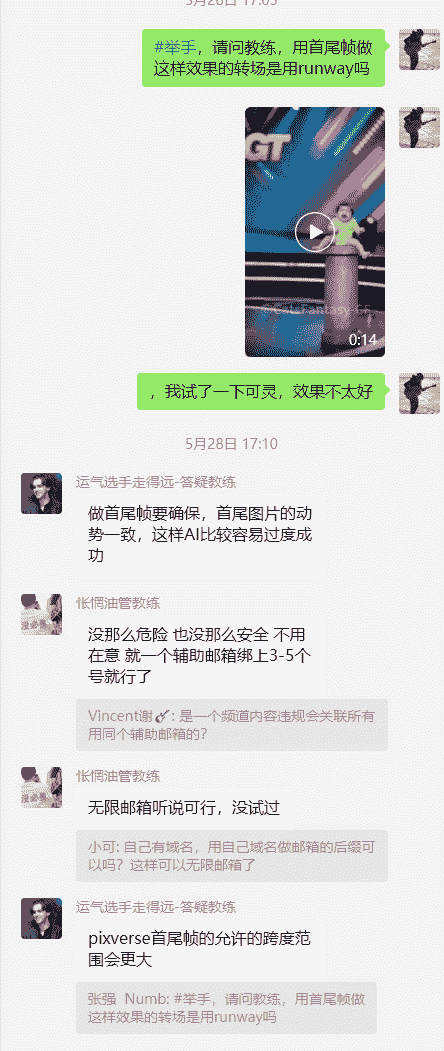 5月28日 17:05
#举手，请问教练，用首尾帧做
这样效果的转场是用runway吗
GT
0:14
，我试了一下可灵，效果不太好
5月28日 17:10
运气选手走得远-答疑教练
做首尾帧要确保，首尾图片的动
势一致，这样AI比较容易过度成
功
怅惘油管教练
没那么危险 也没那么安全 不用
在意 就一个辅助邮箱绑上3-5个
号就行了
Vincent谢🎸: 是一个频道内容违规会关联所有
用同个辅助邮箱的？
怅惘油管教练
无限邮箱听说可行，没试过
小可: 自己有域名，用自己域名做邮箱的后缀可
以吗？这样可以无限邮箱了
运气选手走得远-答疑教练
pixverse首尾帧的允许的跨度范
围会更大
张强  Numb: #举手，请问教练，用首尾帧做
这样效果的转场是用runway吗